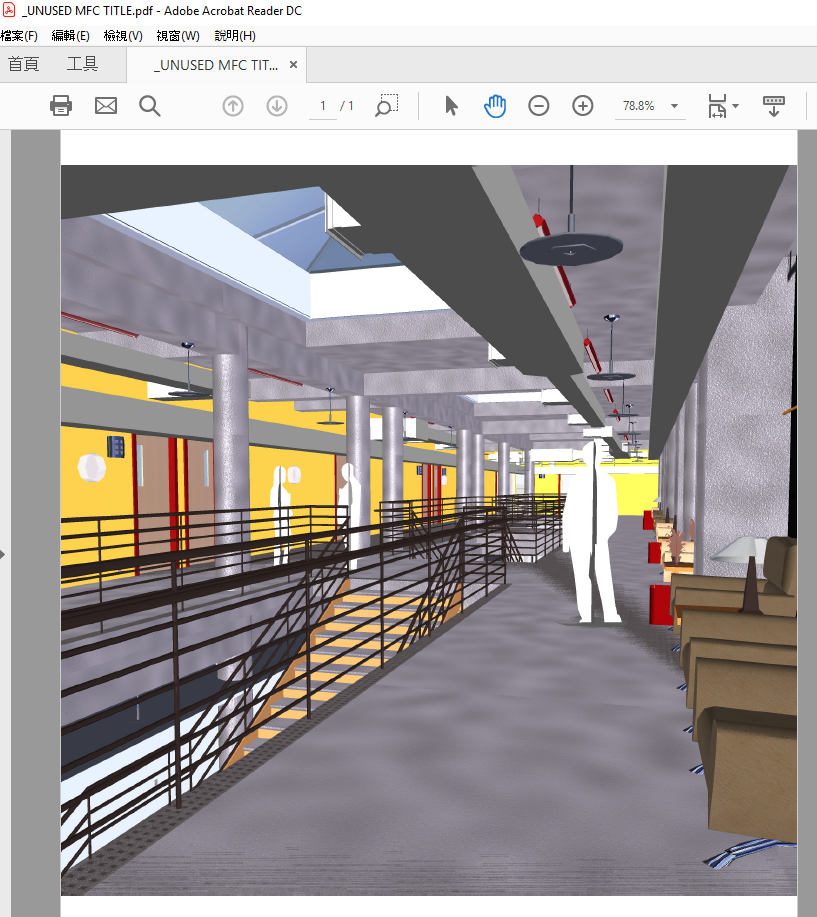 _UNUSED MFC TITLE.pdf - Adobe Acrobat Reader DC
檔案(F) 編輯(E) 檢視(V) 視窗(W) 說明(H)
首頁 工具 _UNUSED MFC TIT... ×
1 / 1 78.8%